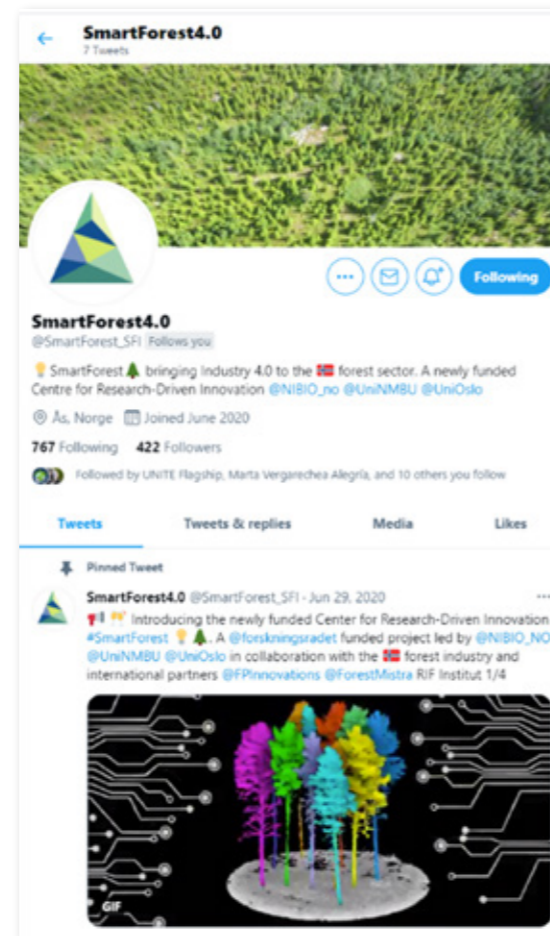 SmartForest4.0
7 Tweets
Following
SmartForest4.0
@SmartForest_SFI Follows you
💡SmartForest🌲 bringing Industry 4.0 to the 🇳🇴 forest sector. A newly funded
Centre for Research-Driven Innovation @NIBIO_no @UniNMBU @UniOslo
Ås, Norge Joined June 2020
767 Following 422 Followers
Followed by UNITE Flagship, Marta Vergarechea Alegría, and 10 others you follow
Tweets Tweets & replies Media Likes
Pinned Tweet
SmartForest4.0 @SmartForest_SFI · Jun 29, 2020
Introducing the newly funded Center for Research-Driven Innovation
#SmartForest 💡 🌲. A @forskningsradet funded project led by @NIBIO_NO
@UniNMBU @UniOslo in collaboration with the 🇳🇴 forest industry and
international partners @FPInnovations @ForestMistra RIF Institut 1/4
GIF